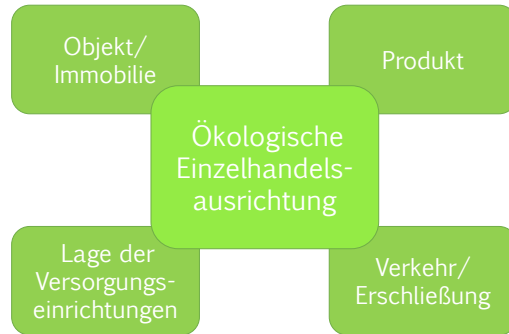 Objekt/
Immobilie
Produkt
Ökologische
Einzelhandels-
ausrichtung
Lage der
Versorgungs-
einrichtungen
Verkehr/
Erschließung